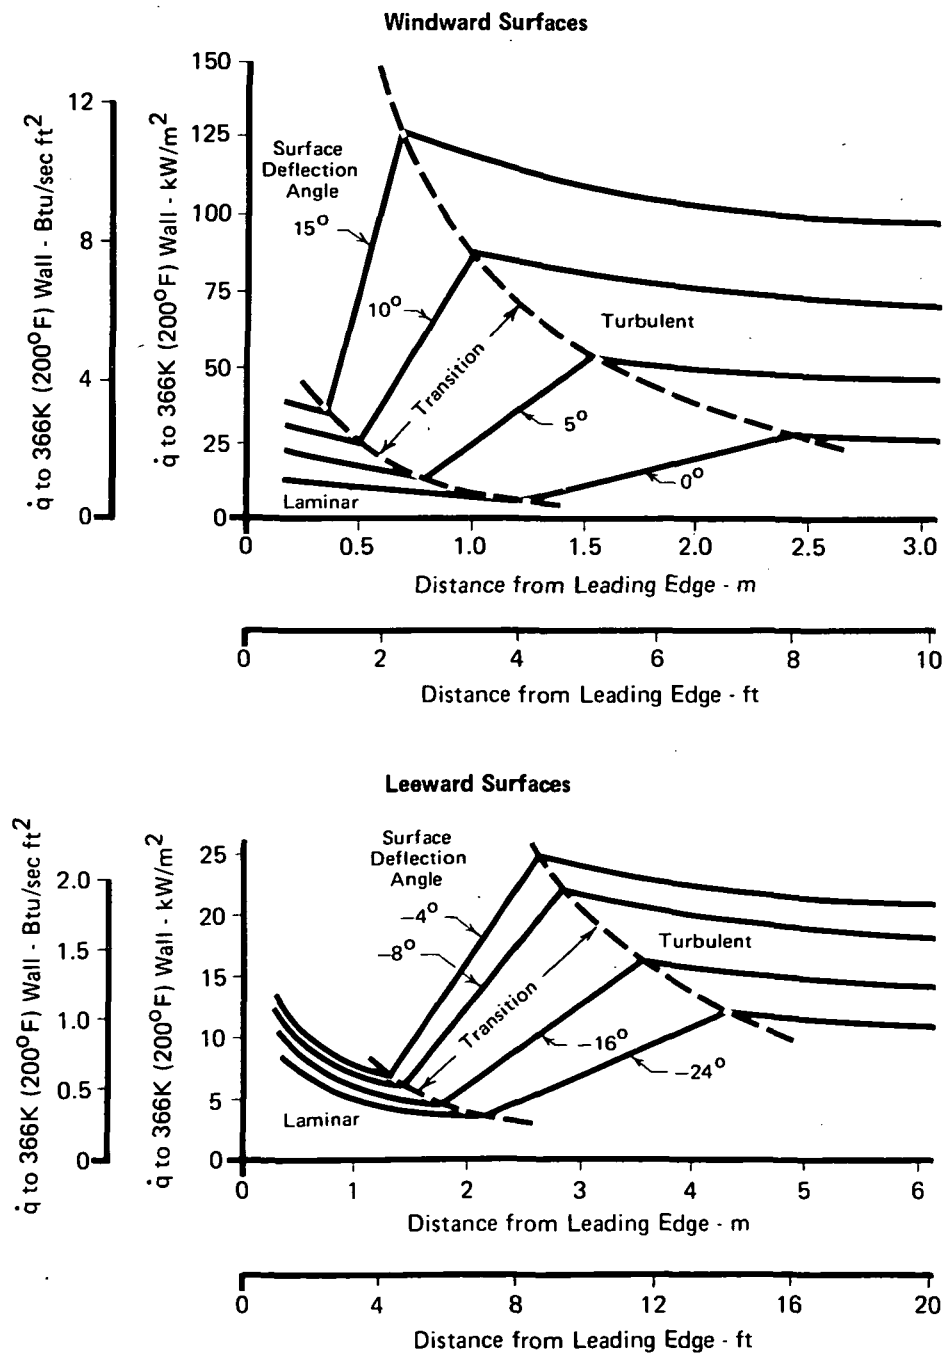 Windward Surfaces
q̇ to 366K (200°F) Wall - Btu/sec ft²
12
8
4
0
q̇ to 366K (200°F) Wall - kW/m²
150
125
100
75
50
25
0
Surface
Deflection
Angle
15°
10°
Transition
5°
0°
Turbulent
Laminar
0 0.5 1.0 1.5 2.0 2.5 3.0
Distance from Leading Edge - m
0 2 4 6 8 10
Distance from Leading Edge - ft
Leeward Surfaces
q̇ to 366K (200°F) Wall - Btu/sec ft²
2.0
1.5
1.0
0.5
0
q̇ to 366K (200°F) Wall - kW/m²
25
20
15
10
5
0
Surface
Deflection
Angle
−4°
−8°
Transition
−16°
−24°
Turbulent
Laminar
0 1 2 3 4 5 6
Distance from Leading Edge - m
0 4 8 12 16 20
Distance from Leading Edge - ft